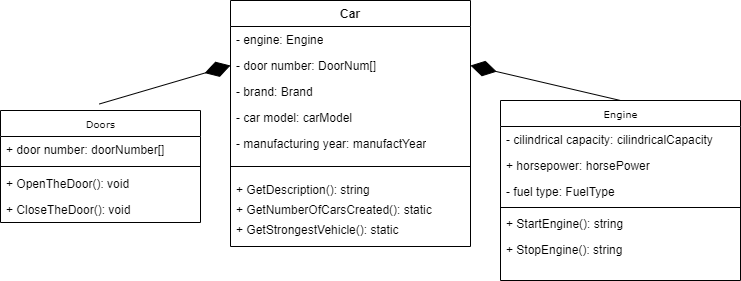 Car
- engine: Engine
- door number: DoorNum[]
- brand: Brand
- car model: carModel
- manufacturing year: manufactYear
+ GetDescription(): string
+ GetNumberOfCarsCreated(): static
+ GetStrongestVehicle(): static
Doors
+ door number: doorNumber[]
+ OpenTheDoor(): void
+ CloseTheDoor(): void
Engine
- cilindrical capacity: cilindricalCapacity
+ horsepower: horsePower
- fuel type: FuelType
+ StartEngine(): string
+ StopEngine(): string